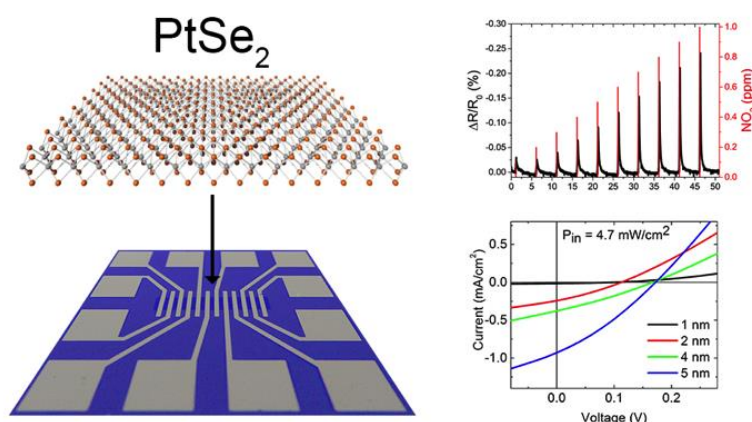 PtSe₂
-0.30
-0.25
-0.20
-0.15
-0.10
-0.05
0.00
ΔR/R₀ (%)
1.0
0.8
0.6
0.4
0.2
0.0
NO₂ (ppm)
0 5 10 15 20 25 30 35 40 45 50
P_in = 4.7 mW/cm²
0.5
0.0
-0.5
-1.0
Current (mA/cm²)
1 nm
2 nm
4 nm
5 nm
0.0 0.1 0.2
Voltage (V)